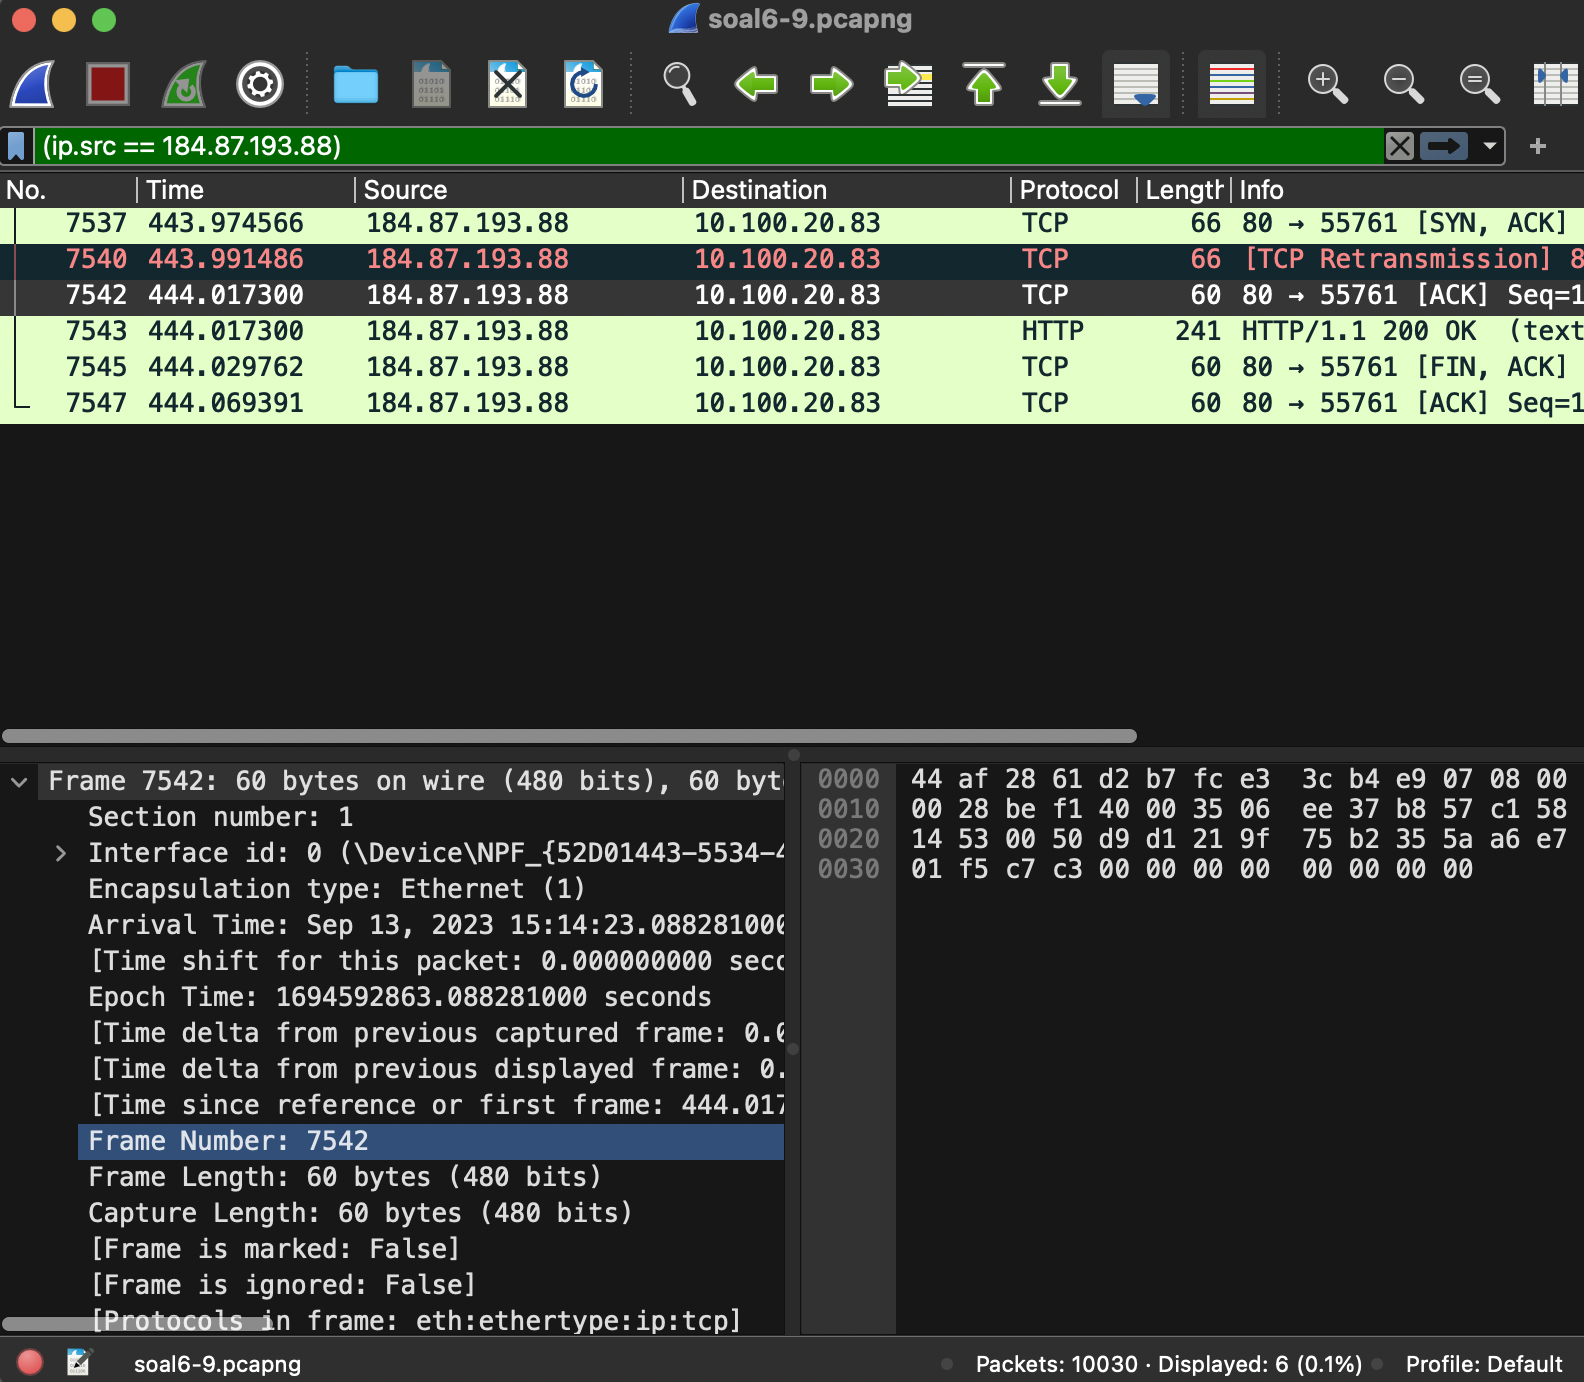 soal6-9.pcapng
(ip.src == 184.87.193.88)
No. Time Source Destination Protocol Length Info
7537 443.974566 184.87.193.88 10.100.20.83 TCP 66 80 → 55761 [SYN, ACK]
7540 443.991486 184.87.193.88 10.100.20.83 TCP 66 [TCP Retransmission] 8
7542 444.017300 184.87.193.88 10.100.20.83 TCP 60 80 → 55761 [ACK] Seq=1
7543 444.017300 184.87.193.88 10.100.20.83 HTTP 241 HTTP/1.1 200 OK (text
7545 444.029762 184.87.193.88 10.100.20.83 TCP 60 80 → 55761 [FIN, ACK]
7547 444.069391 184.87.193.88 10.100.20.83 TCP 60 80 → 55761 [ACK] Seq=1
Frame 7542: 60 bytes on wire (480 bits), 60 byt
Section number: 1
Interface id: 0 (\Device\NPF_{52D01443-5534-4
Encapsulation type: Ethernet (1)
Arrival Time: Sep 13, 2023 15:14:23.088281000
[Time shift for this packet: 0.000000000 seco
Epoch Time: 1694592863.088281000 seconds
[Time delta from previous captured frame: 0.0
[Time delta from previous displayed frame: 0.
[Time since reference or first frame: 444.017
Frame Number: 7542
Frame Length: 60 bytes (480 bits)
Capture Length: 60 bytes (480 bits)
[Frame is marked: False]
[Frame is ignored: False]
[Protocols in frame: eth:ethertype:ip:tcp]
0000 44 af 28 61 d2 b7 fc e3 3c b4 e9 07 08 00
0010 00 28 be f1 40 00 35 06 ee 37 b8 57 c1 58
0020 14 53 00 50 d9 d1 21 9f 75 b2 35 5a a6 e7
0030 01 f5 c7 c3 00 00 00 00 00 00 00 00
soal6-9.pcapng Packets: 10030 · Displayed: 6 (0.1%) Profile: Default